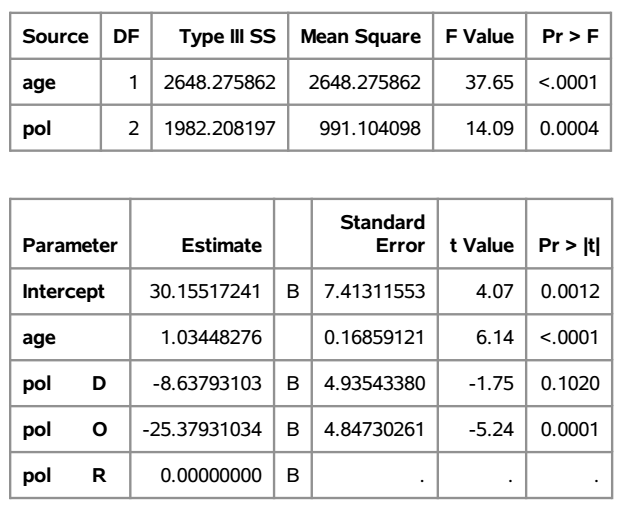 Source DF Type III SS Mean Square F Value Pr > F
age 1 2648.275862 2648.275862 37.65 <.0001
pol 2 1982.208197 991.104098 14.09 0.0004
Parameter Estimate Standard Error t Value Pr > |t|
Intercept 30.15517241 B 7.41311553 4.07 0.0012
age 1.03448276 0.16859121 6.14 <.0001
pol D -8.63793103 B 4.93543380 -1.75 0.1020
pol O -25.37931034 B 4.84730261 -5.24 0.0001
pol R 0.00000000 B . . .